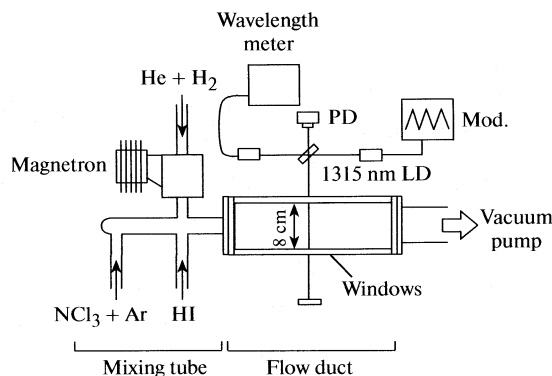 Wavelength
meter
He + H2
PD
Mod.
Magnetron
1315 nm LD
8 cm
Vacuum
pump
Windows
NCl3 + Ar
HI
Mixing tube
Flow duct